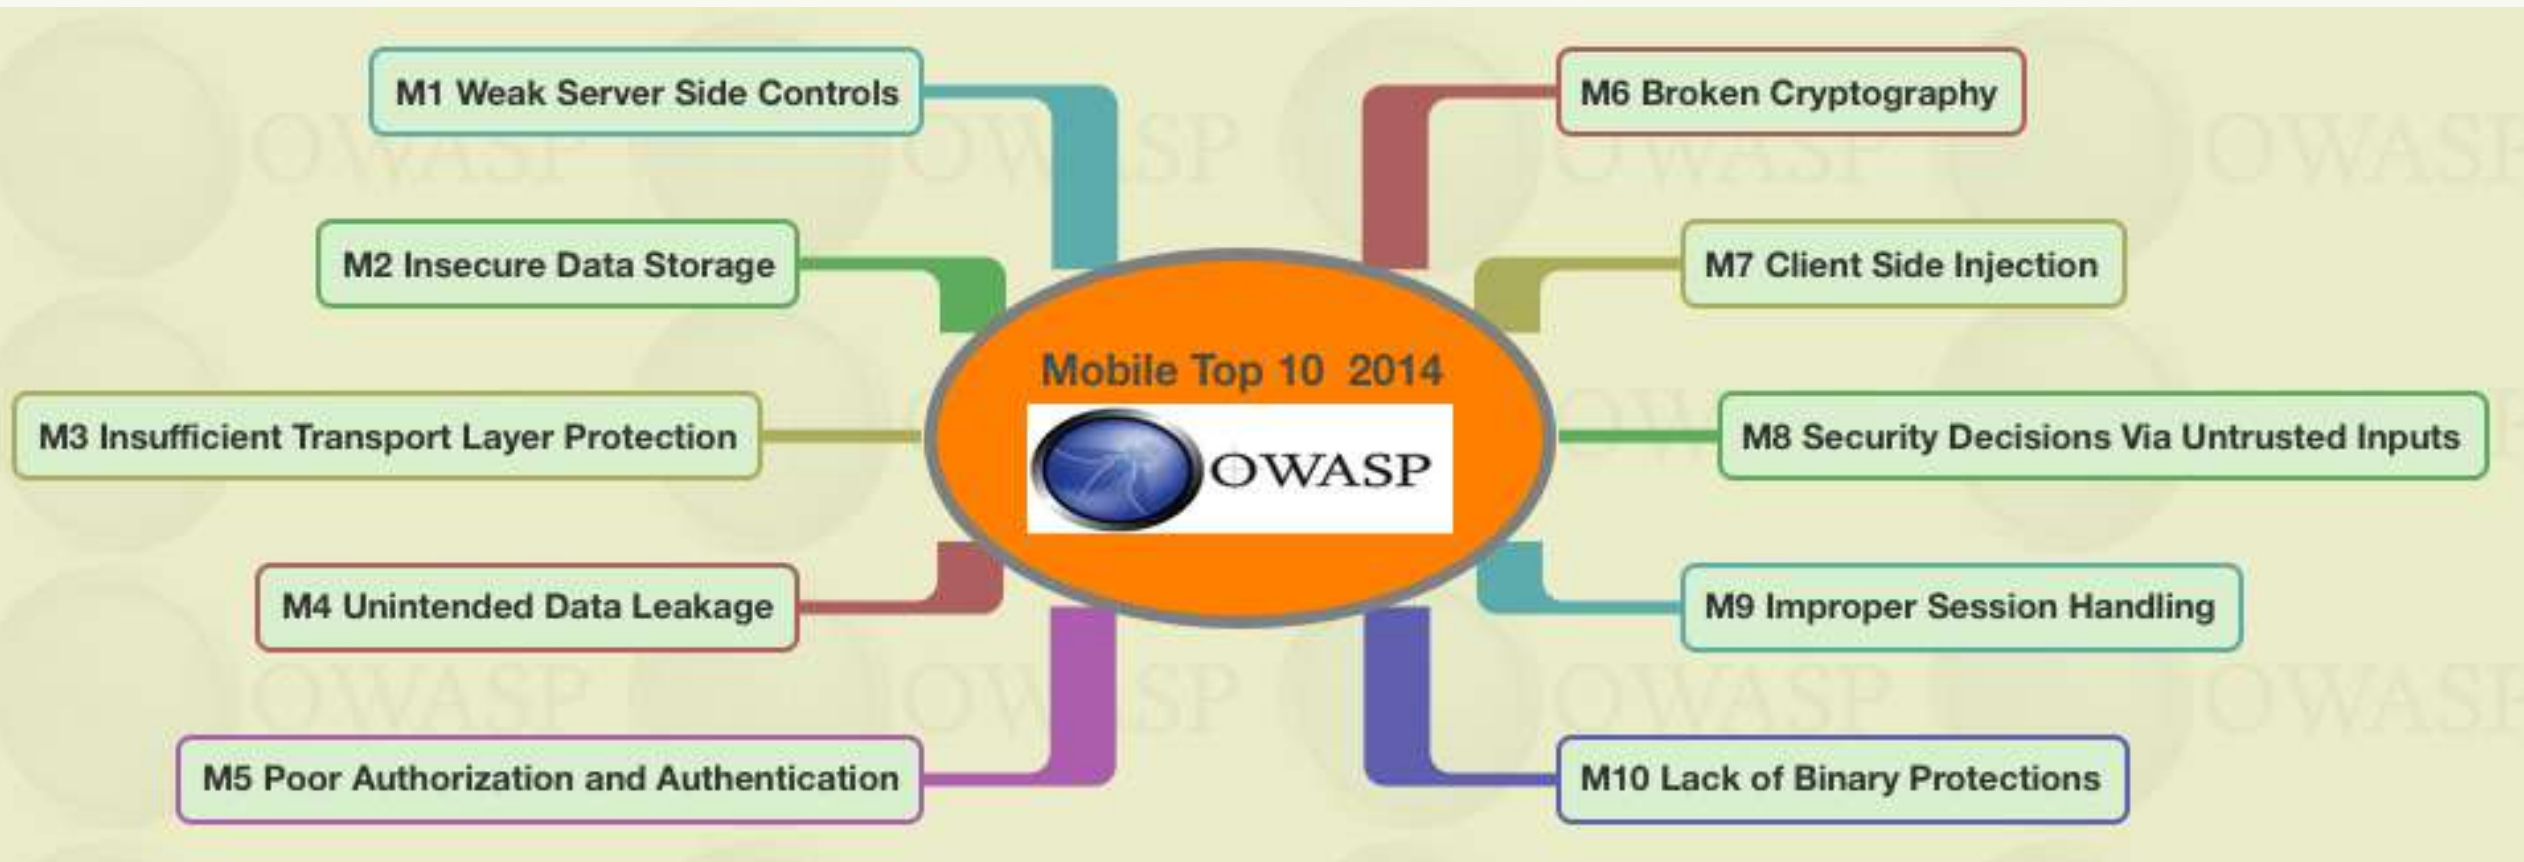 M1 Weak Server Side Controls
M2 Insecure Data Storage
M3 Insufficient Transport Layer Protection
M4 Unintended Data Leakage
M5 Poor Authorization and Authentication
Mobile Top 10  2014
OWASP
M6 Broken Cryptography
M7 Client Side Injection
M8 Security Decisions Via Untrusted Inputs
M9 Improper Session Handling
M10 Lack of Binary Protections